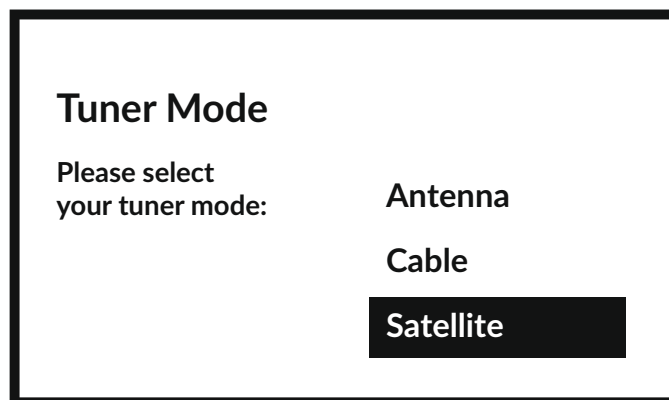 Tuner Mode
Please select
your tuner mode:
Antenna
Cable
Satellite